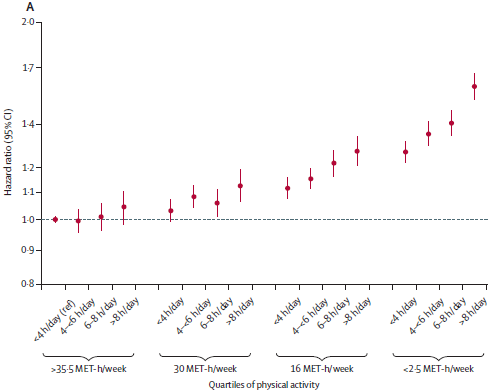 A
2·0
1·7
1·4
1·2
1·1
1·0
0·9
0·8
Hazard ratio (95% CI)
<4 h/day (ref)
4–<6 h/day
6–8 h/day
>8 h/day
<4 h/day
4–<6 h/day
6–8 h/day
>8 h/day
<4 h/day
4–<6 h/day
6–8 h/day
>8 h/day
<4 h/day
4–<6 h/day
6–8 h/day
>8 h/day
>35·5 MET-h/week
30 MET-h/week
16 MET-h/week
<2·5 MET-h/week
Quartiles of physical activity